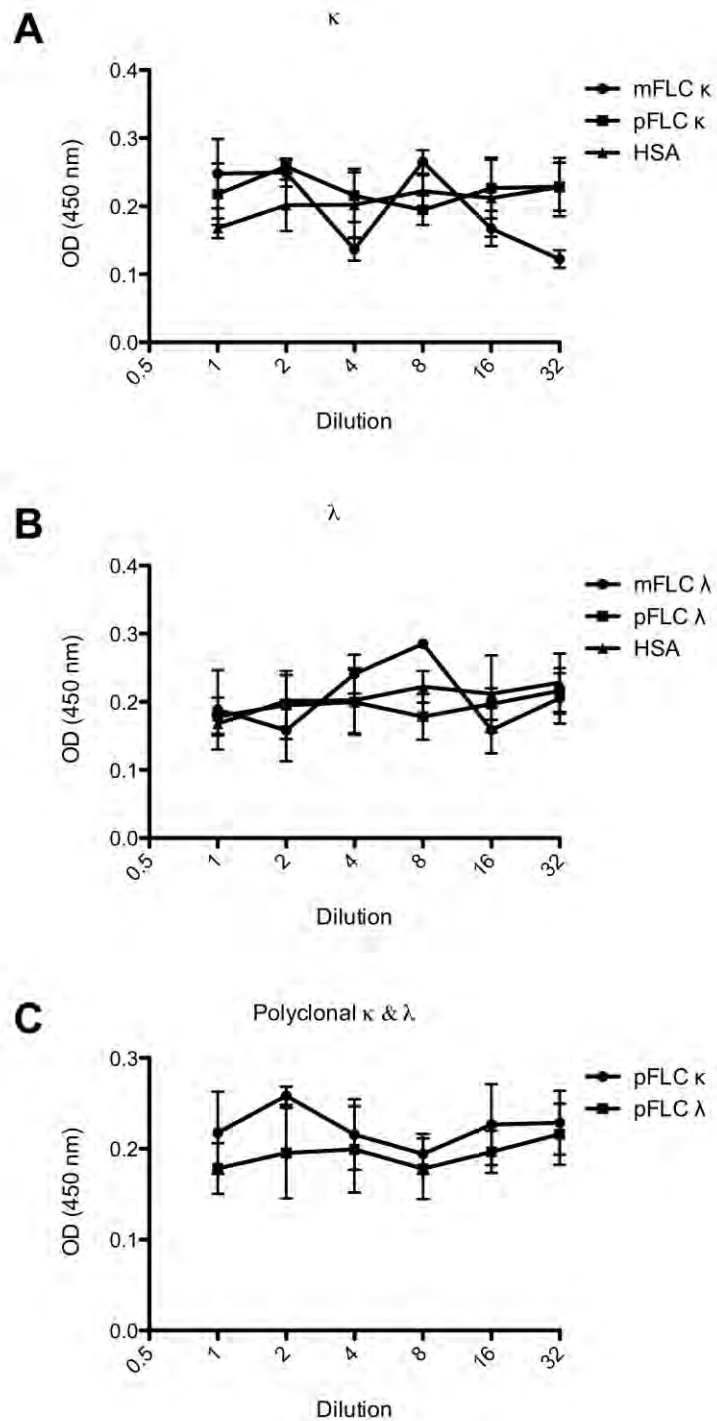 A
κ
0.4
0.3
0.2
0.1
0.0
OD (450 nm)
0.5
1
2
4
8
16
32
Dilution
mFLC κ
pFLC κ
HSA
B
λ
0.4
0.3
0.2
0.1
0.0
OD (450 nm)
0.5
1
2
4
8
16
32
Dilution
mFLC λ
pFLC λ
HSA
C
Polyclonal κ & λ
0.3
0.2
0.1
0.0
OD (450 nm)
0.5
1
2
4
8
16
32
Dilution
pFLC κ
pFLC λ